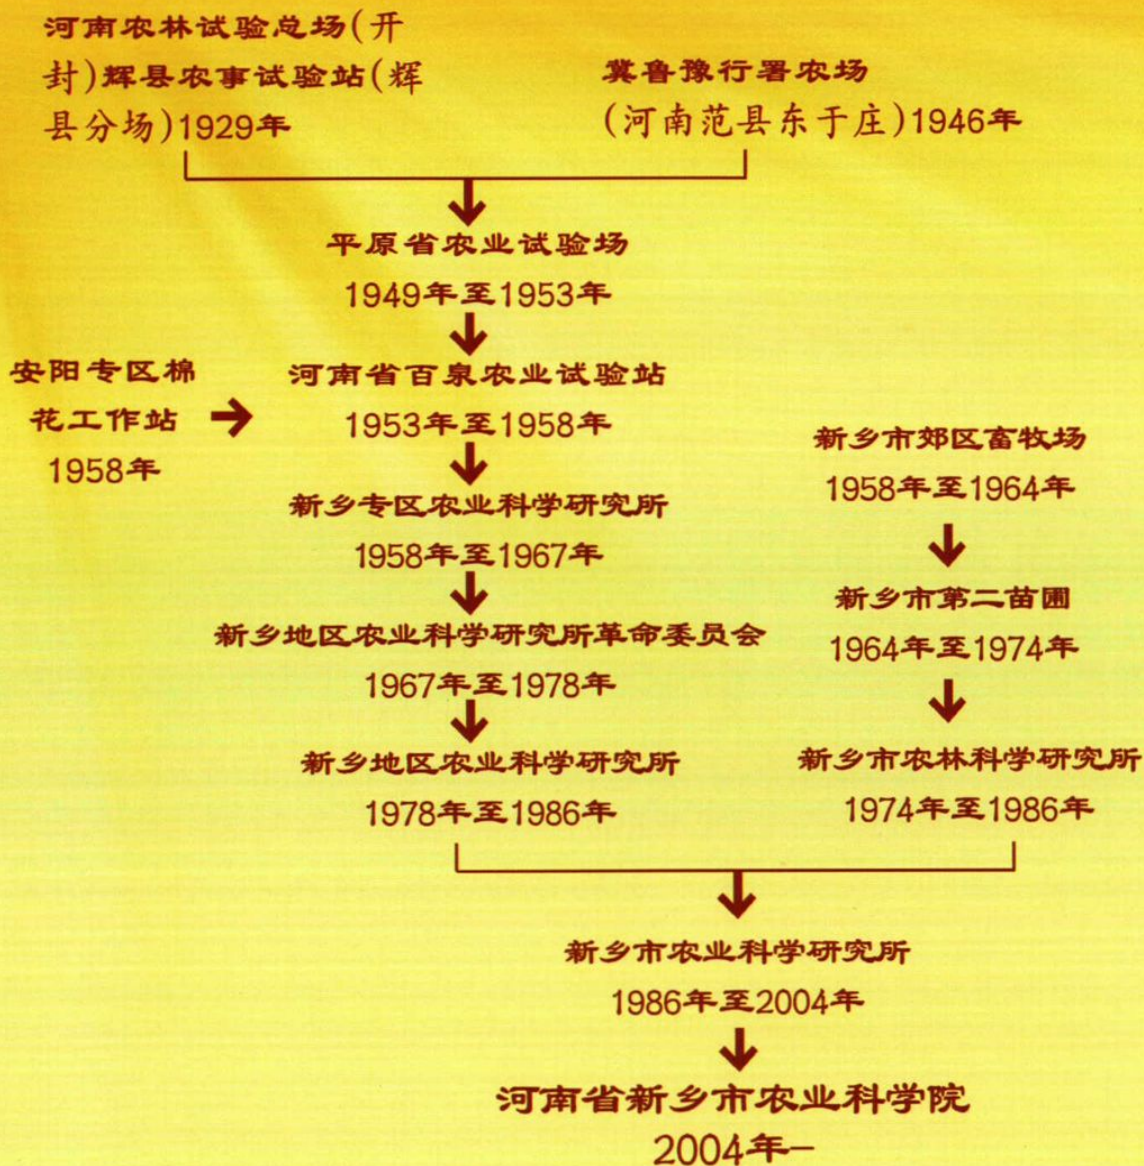 河南农林试验总场(开
封)辉县农事试验站(辉
县分场)1929年
冀鲁豫行署农场
(河南范县东于庄)1946年
平原省农业试验场
1949年至1953年
安阳专区棉
花工作站
1958年
河南省百泉农业试验站
1953年至1958年
新乡专区农业科学研究所
1958年至1967年
新乡地区农业科学研究所革命委员会
1967年至1978年
新乡地区农业科学研究所
1978年至1986年
新乡市郊区畜牧场
1958年至1964年
新乡市第二苗圃
1964年至1974年
新乡市农林科学研究所
1974年至1986年
新乡市农业科学研究所
1986年至2004年
河南省新乡市农业科学院
2004年-